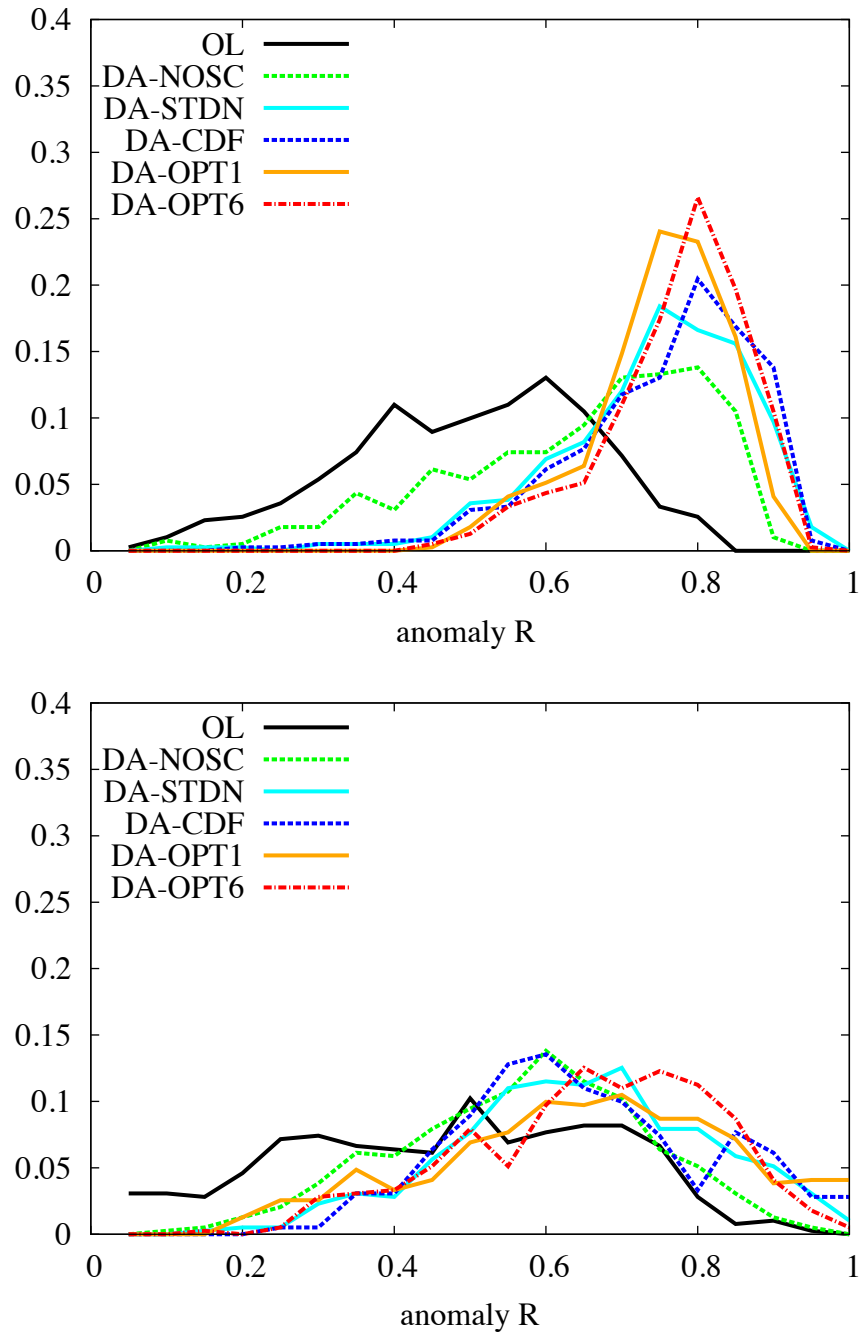 0.4
0.35
0.3
0.25
0.2
0.15
0.1
0.05
0
OL
DA-NOSC
DA-STDN
DA-CDF
DA-OPT1
DA-OPT6
0 0.2 0.4 0.6 0.8 1
anomaly R
0.4
0.35
0.3
0.25
0.2
0.15
0.1
0.05
0
OL
DA-NOSC
DA-STDN
DA-CDF
DA-OPT1
DA-OPT6
0 0.2 0.4 0.6 0.8 1
anomaly R